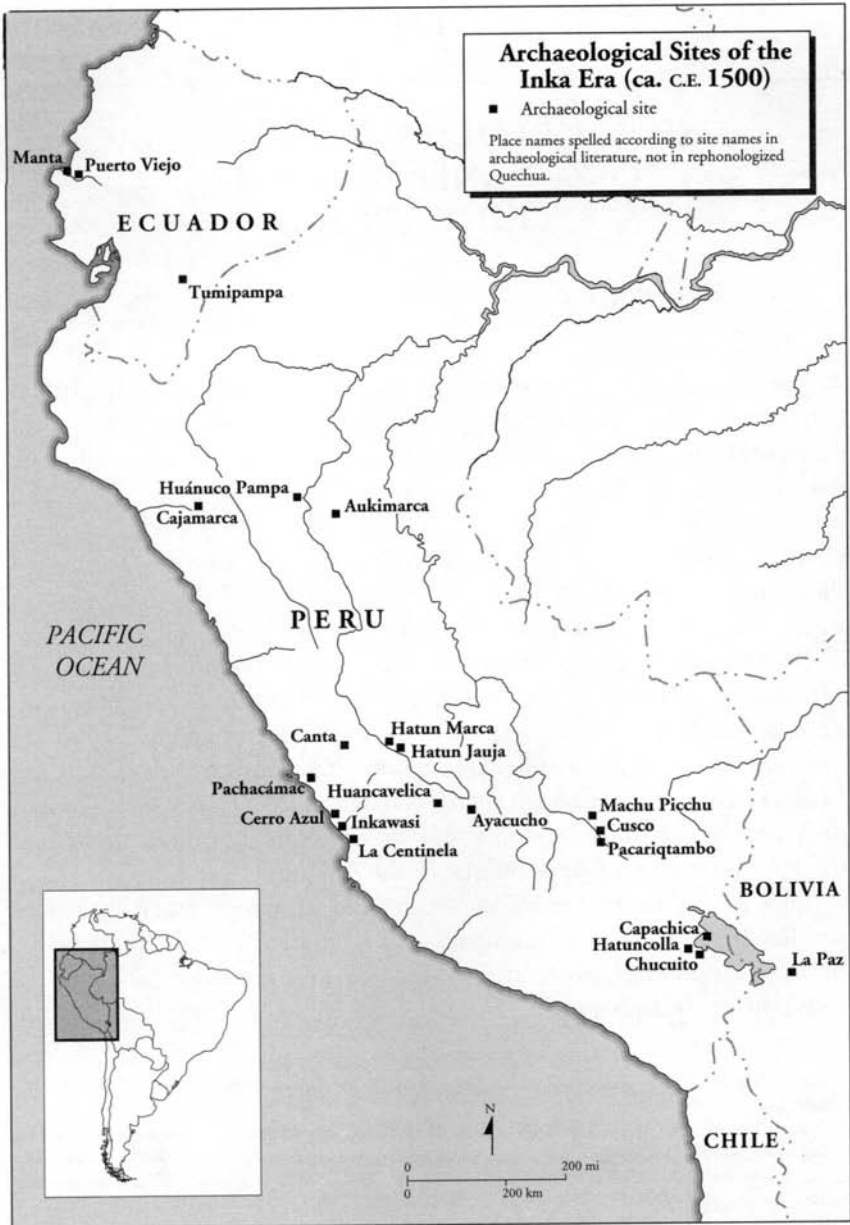 Archaeological Sites of the
Inka Era (ca. C.E. 1500)
■ Archaeological site
Place names spelled according to site names in
archaeological literature, not in rephonologized
Quechua.
Manta
Puerto Viejo
ECUADOR
Tumipampa
Huánuco Pampa
Cajamarca
Aukimarca
PERU
PACIFIC
OCEAN
Canta
Hatun Marca
Hatun Jauja
Pachacámac
Huancavelica
Cerro Azul
Inkawasi
Ayacucho
La Centinela
Machu Picchu
Cusco
Pacariqtambo
BOLIVIA
Capachica
Hatuncolla
Chucuito
La Paz
N
0 200 mi
0 200 km
CHILE